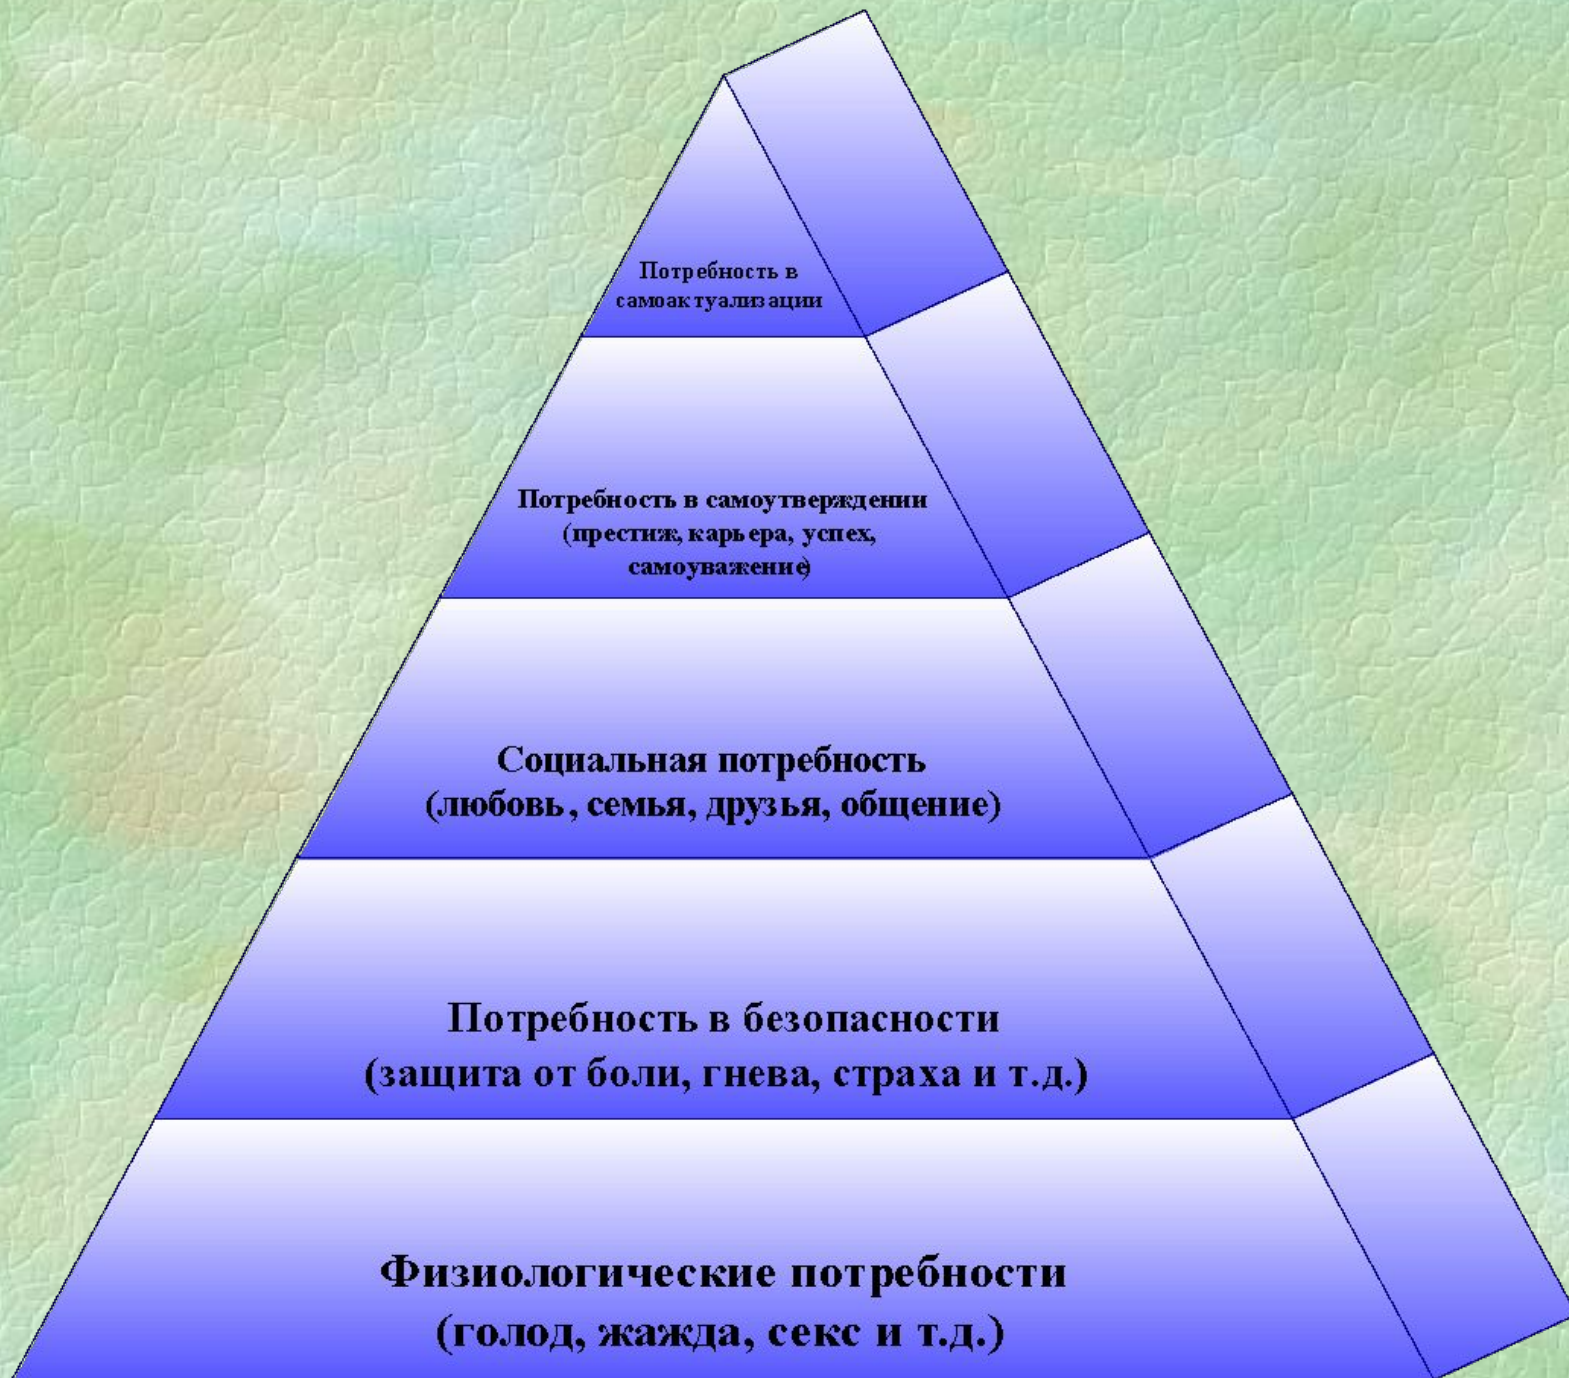 Потребность в
самоактуализации
Потребность в самоутверждении
(престиж, карьера, успех,
самоуважение)
Социальная потребность
(любовь, семья, друзья, общение)
Потребность в безопасности
(защита от боли, гнева, страха и т.д.)
Физиологические потребности
(голод, жажда, секс и т.д.)